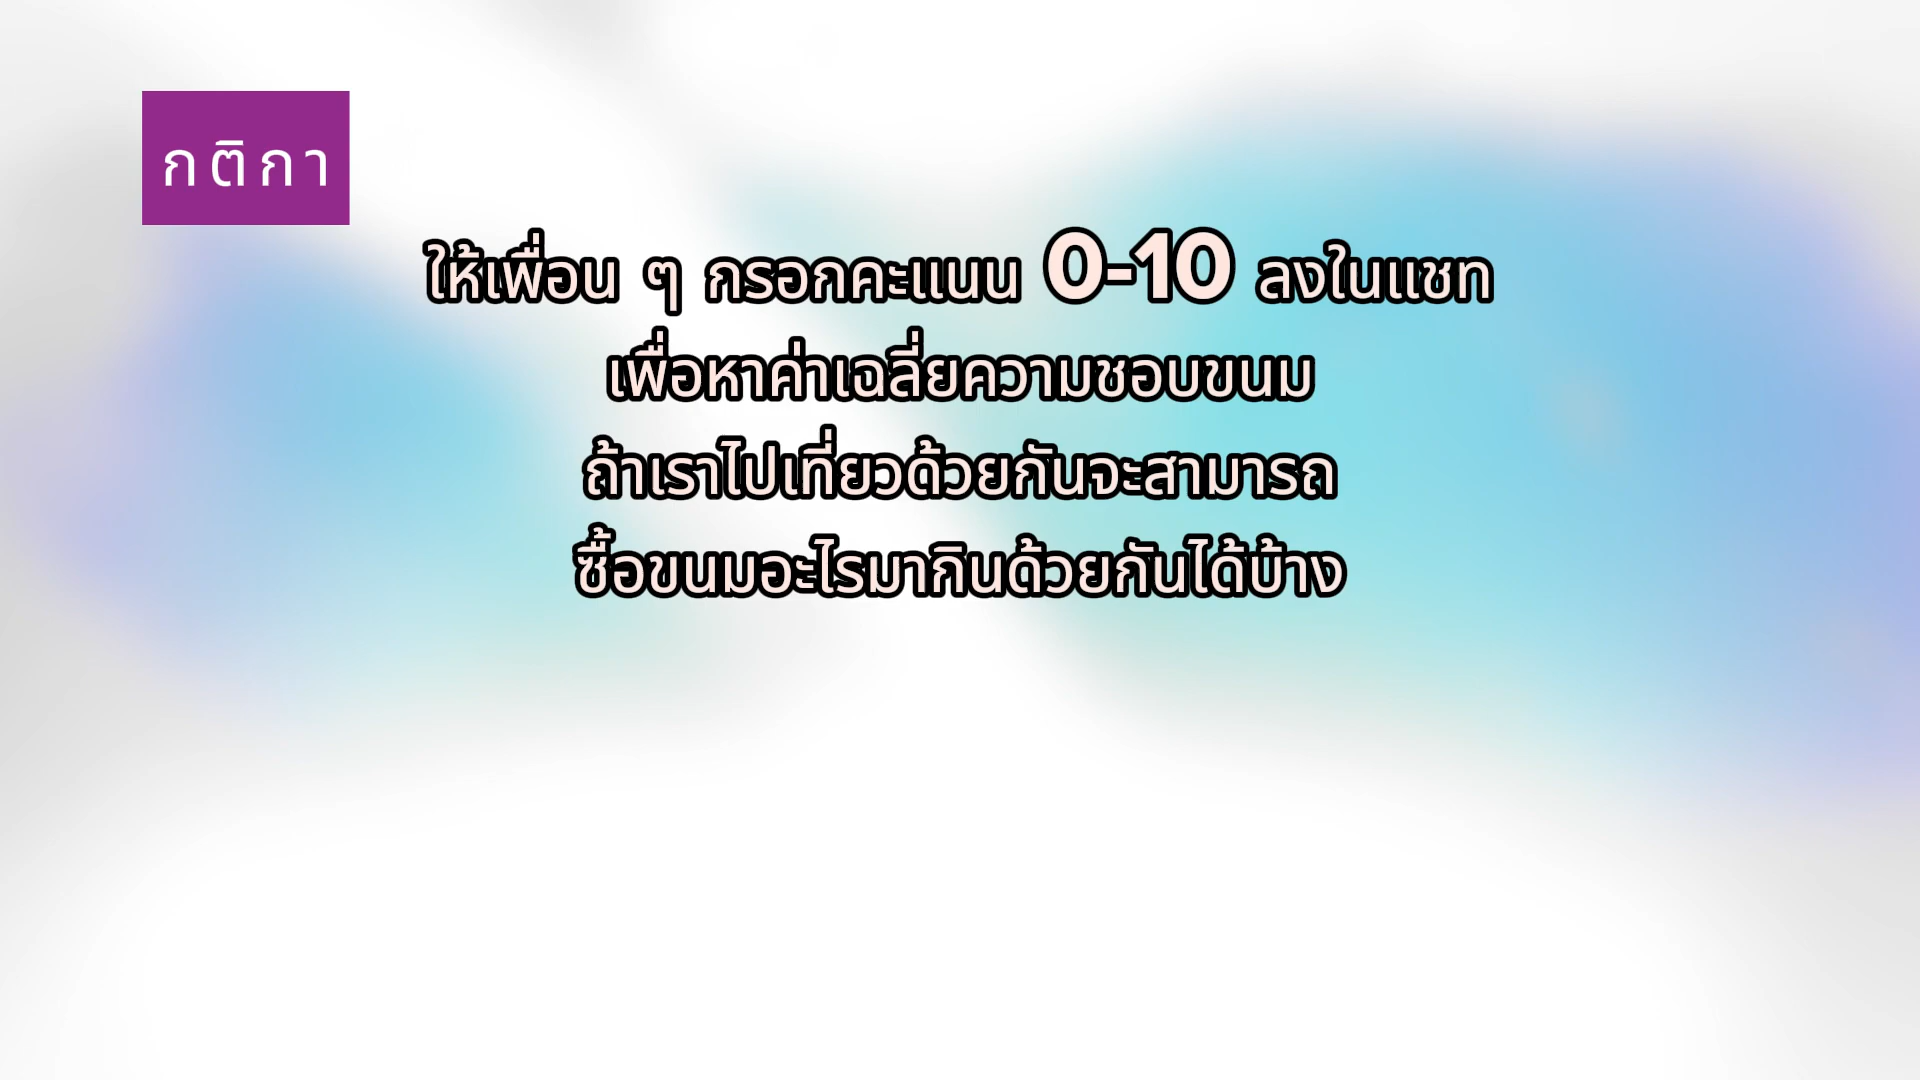 กติกา
ให้เพื่อน ๆ กรอกคะแนน 0-10 ลงในแชท
เพื่อหาค่าเฉลี่ยความชอบขนม
ถ้าเราไปเที่ยวด้วยกันจะสามารถ
ซื้อขนมอะไรมากินด้วยกันได้บ้าง